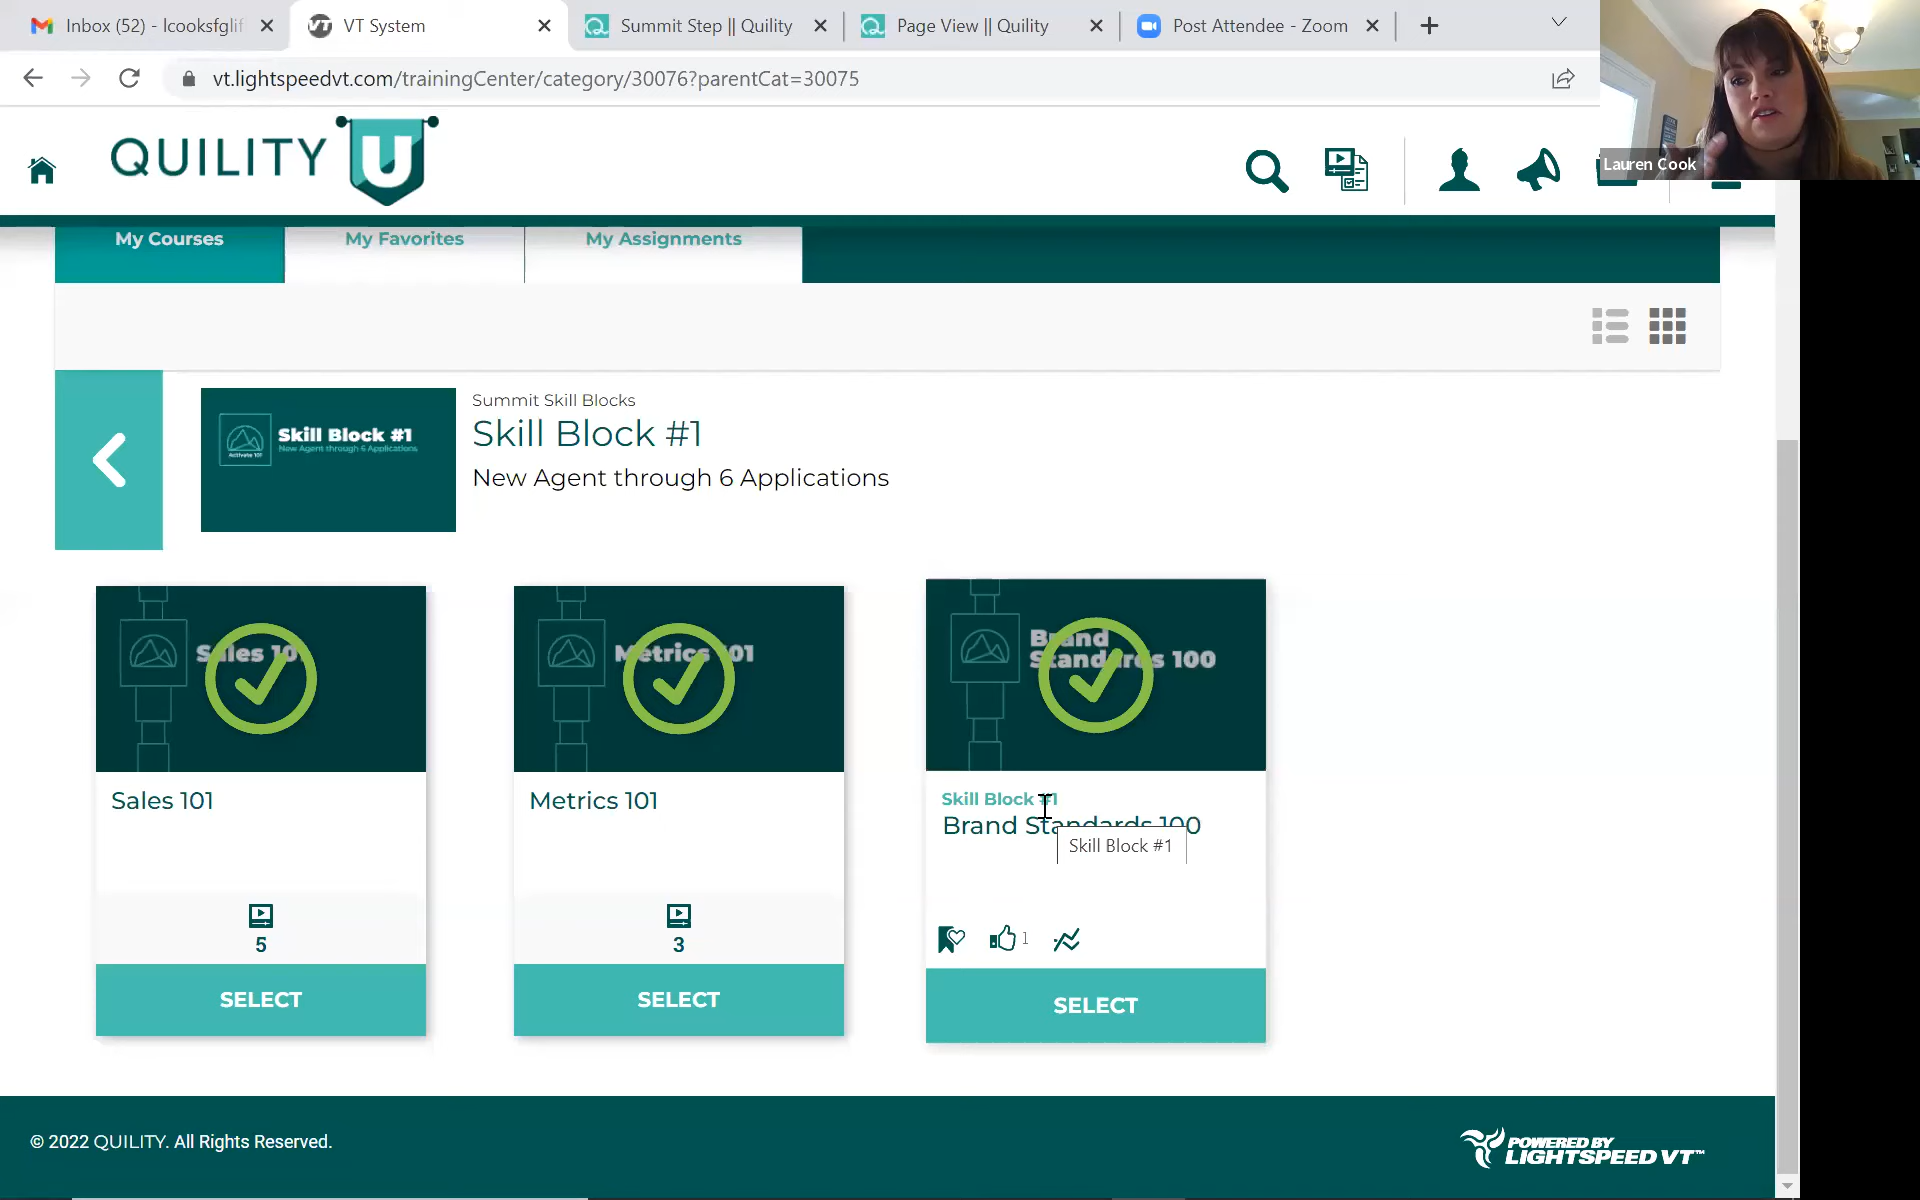 Inbox (52) - lcooksfglif
VT System
Summit Step || Quility
Page View || Quility
Post Attendee - Zoom
vt.lightspeedvt.com/trainingCenter/category/30076?parentCat=30075
QUILITY U
Lauren Cook
My Courses
My Favorites
My Assignments
Activate 101
Skill Block #1
New Agent through 6 Applications
Summit Skill Blocks
Skill Block #1
New Agent through 6 Applications
Sales 101
Metrics 101
Brand
Standards 100
Sales 101
Metrics 101
Skill Block #1
Brand Standards 100
Skill Block #1
5
3
1
SELECT
SELECT
SELECT
© 2022 QUILITY. All Rights Reserved.
POWERED BY
LIGHTSPEED VT™